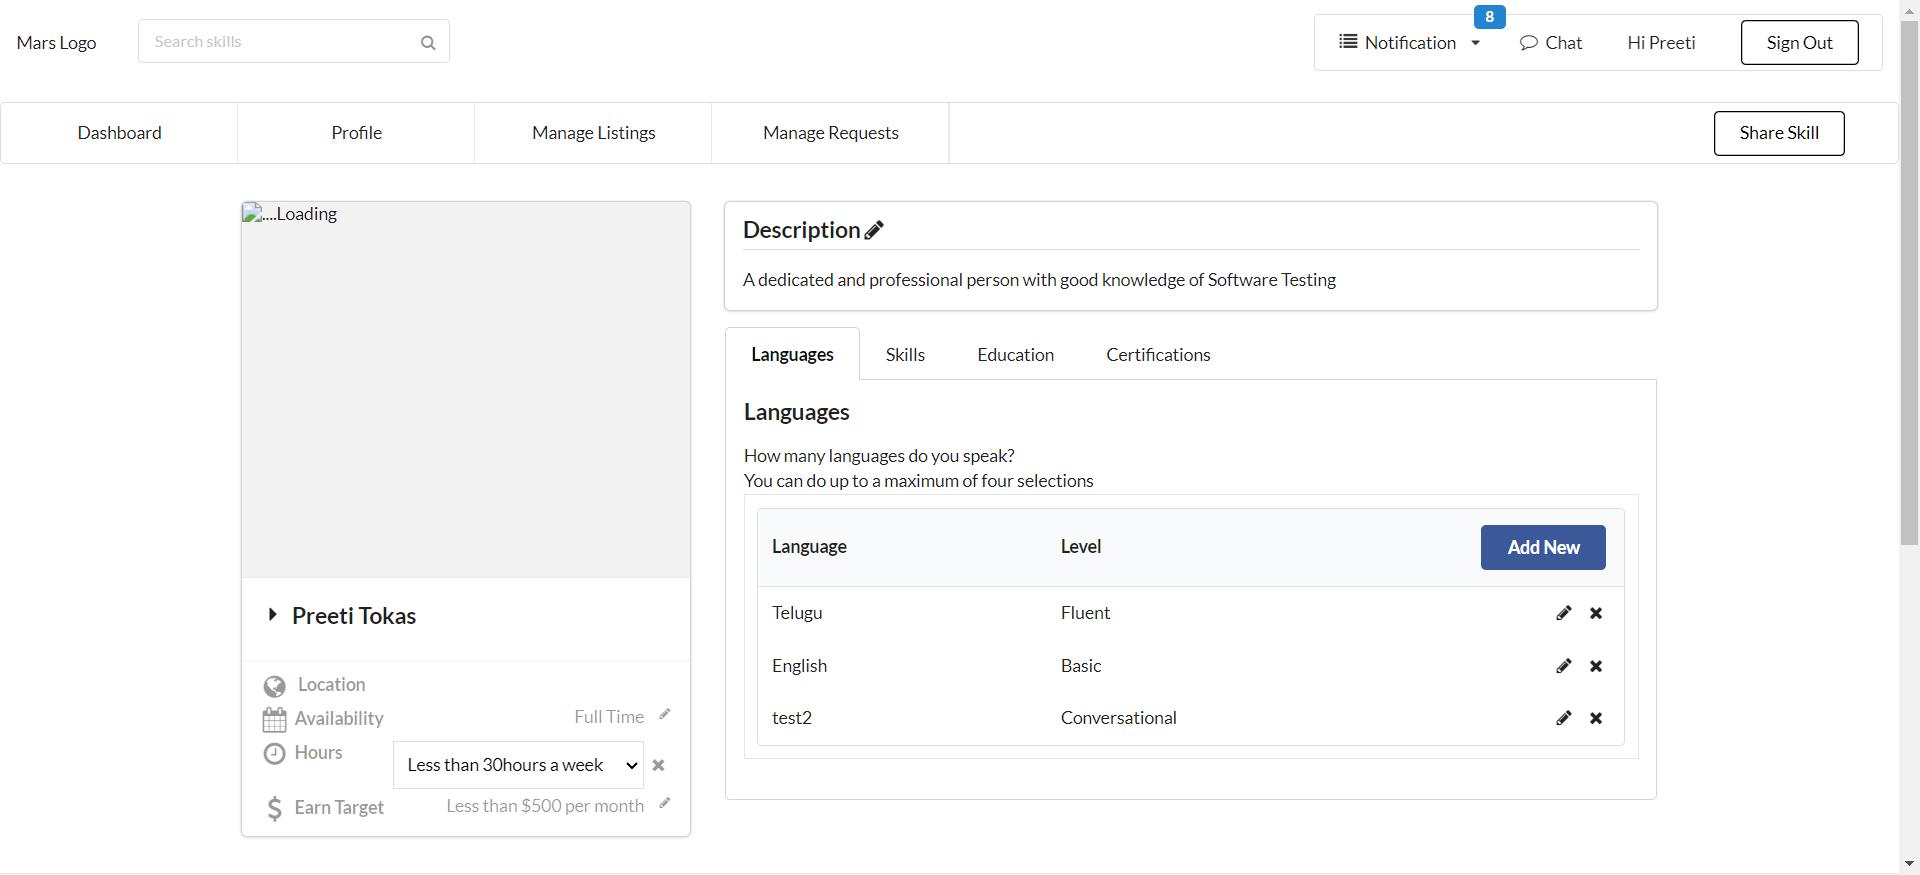 Mars Logo
Search skills
8
Notification
Chat
Hi Preeti
Sign Out
Dashboard
Profile
Manage Listings
Manage Requests
Share Skill
....Loading
Preeti Tokas
Location
Availability
Full Time
Hours
Less than 30hours a week
Earn Target
Less than $500 per month
Description
A dedicated and professional person with good knowledge of Software Testing
Languages
Skills
Education
Certifications
Languages
How many languages do you speak?
You can do up to a maximum of four selections
Language
Level
Add New
Telugu
Fluent
English
Basic
test2
Conversational